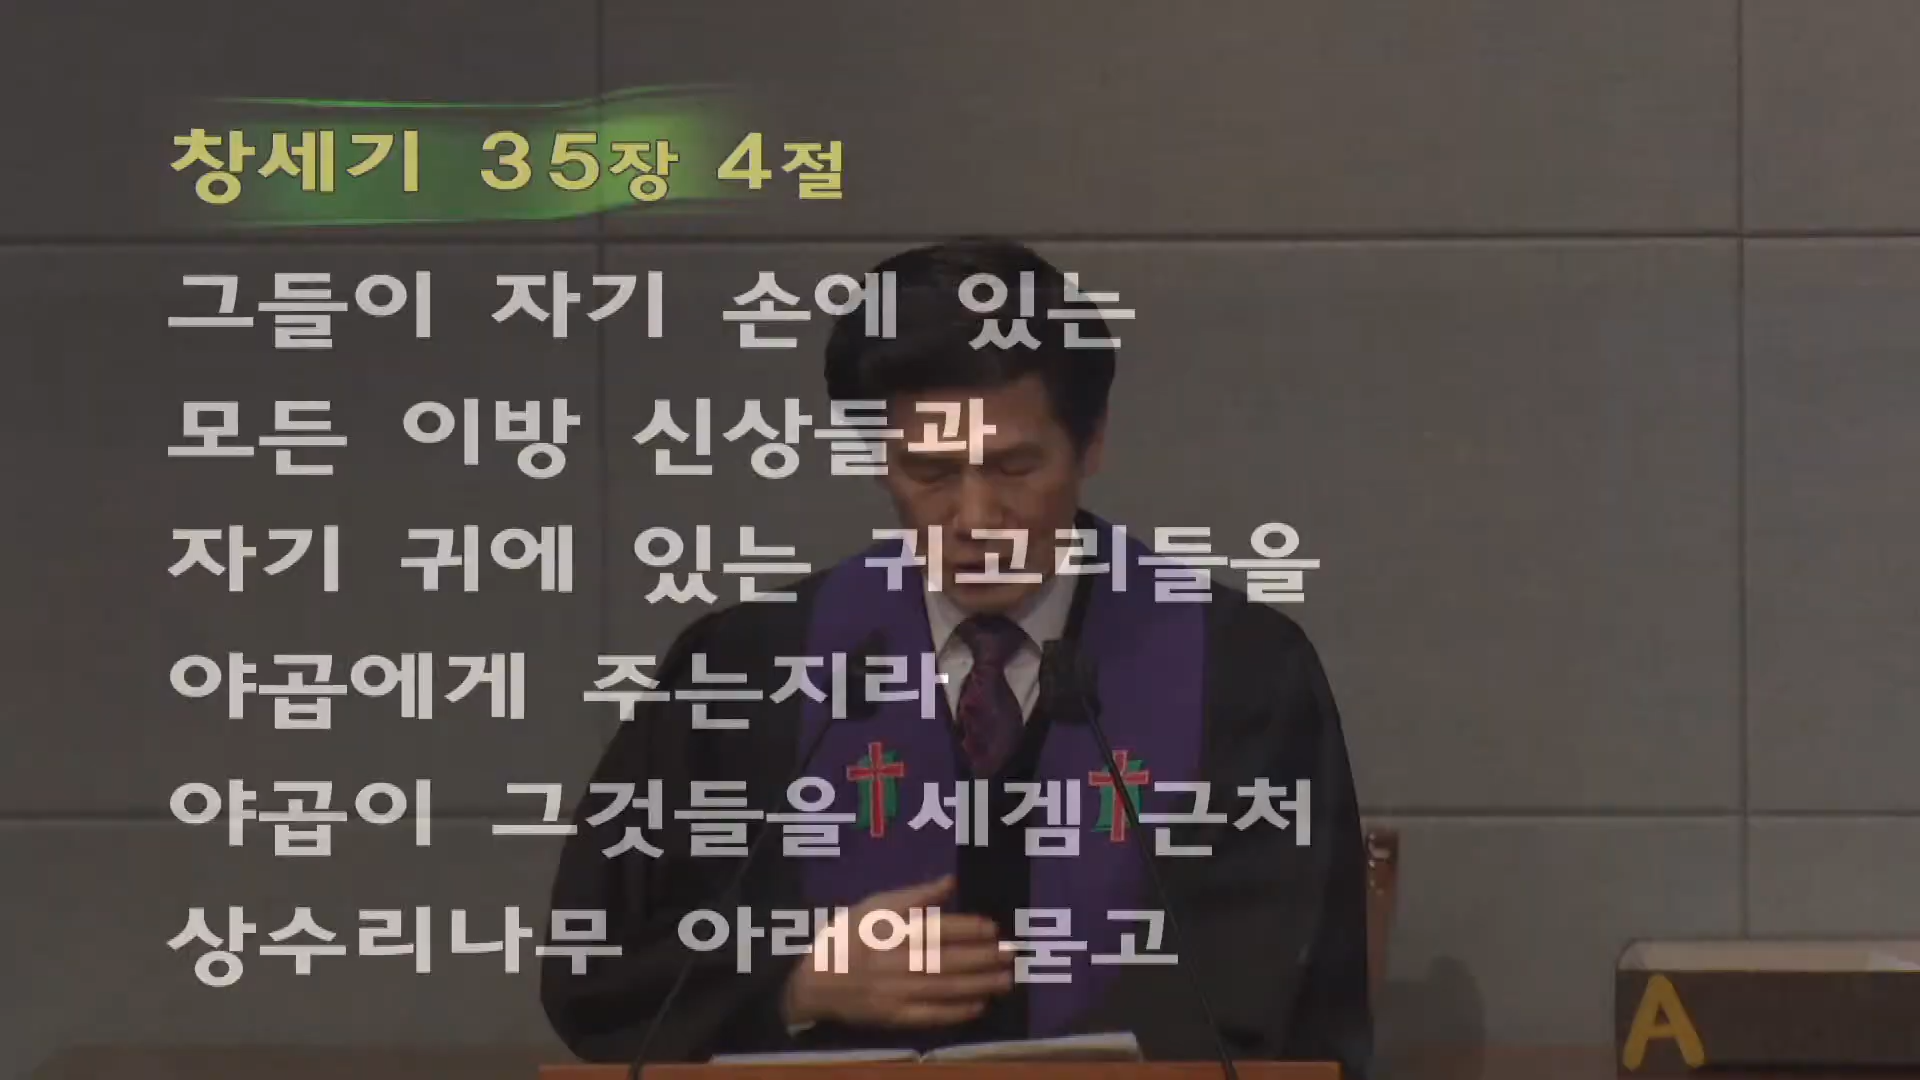 창세기 35장 4절
그들이 자기 손에 있는
모든 이방 신상들과
자기 귀에 있는 귀고리들을
야곱에게 주는지라
야곱이 그것들을 세겜 근처
상수리나무 아래에 묻고
A